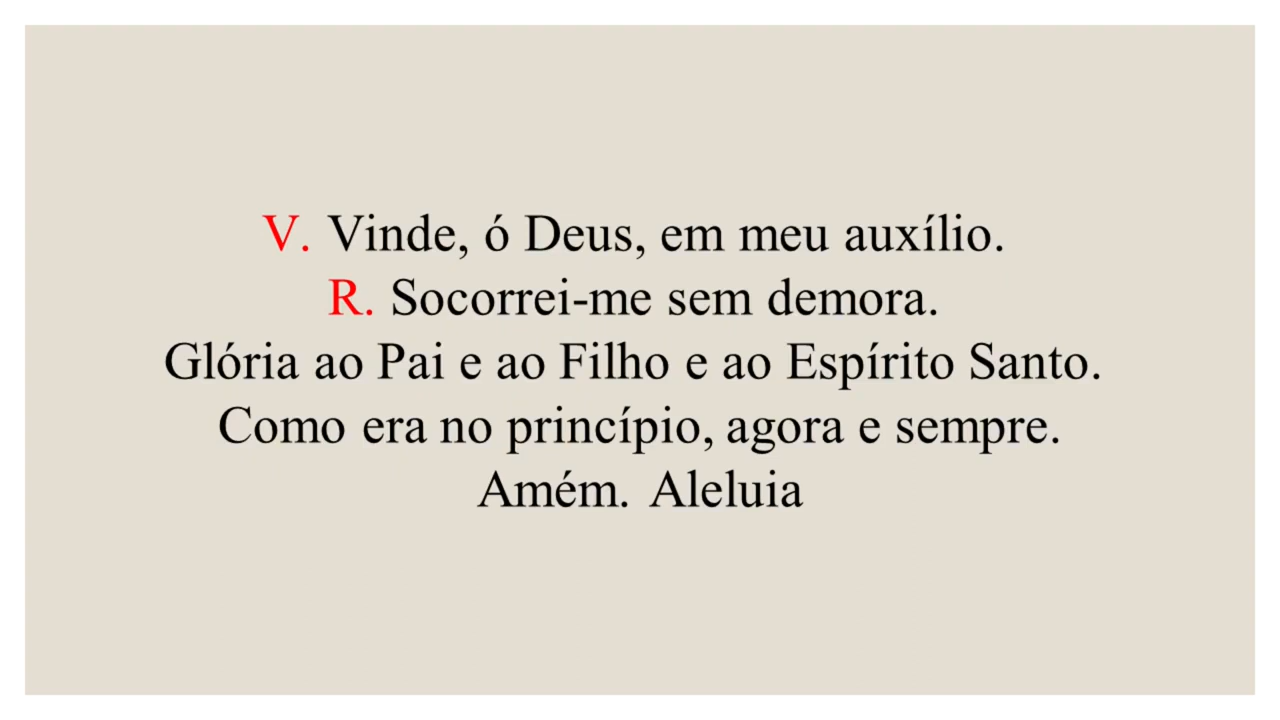 V. Vinde, ó Deus, em meu auxílio.
R. Socorrei-me sem demora.
Glória ao Pai e ao Filho e ao Espírito Santo.
Como era no princípio, agora e sempre.
Amém. Aleluia